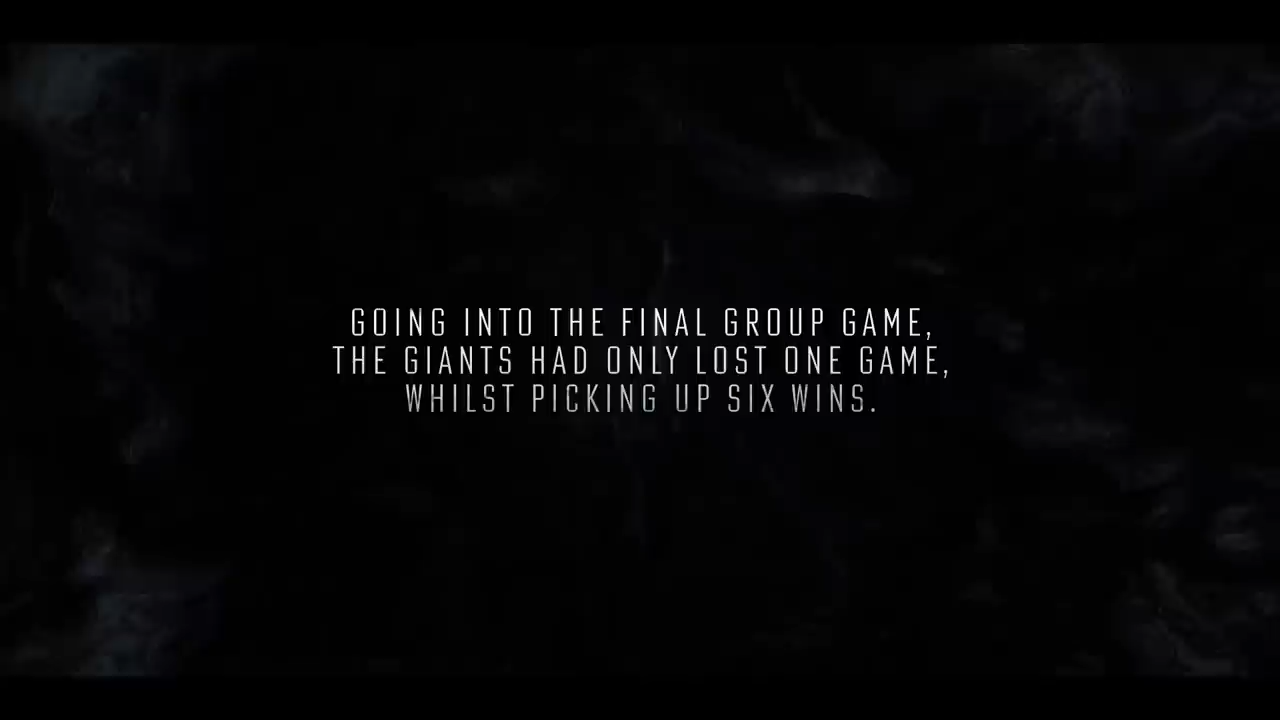 GOING INTO THE FINAL GROUP GAME,
THE GIANTS HAD ONLY LOST ONE GAME,
WHILST PICKING UP SIX WINS.